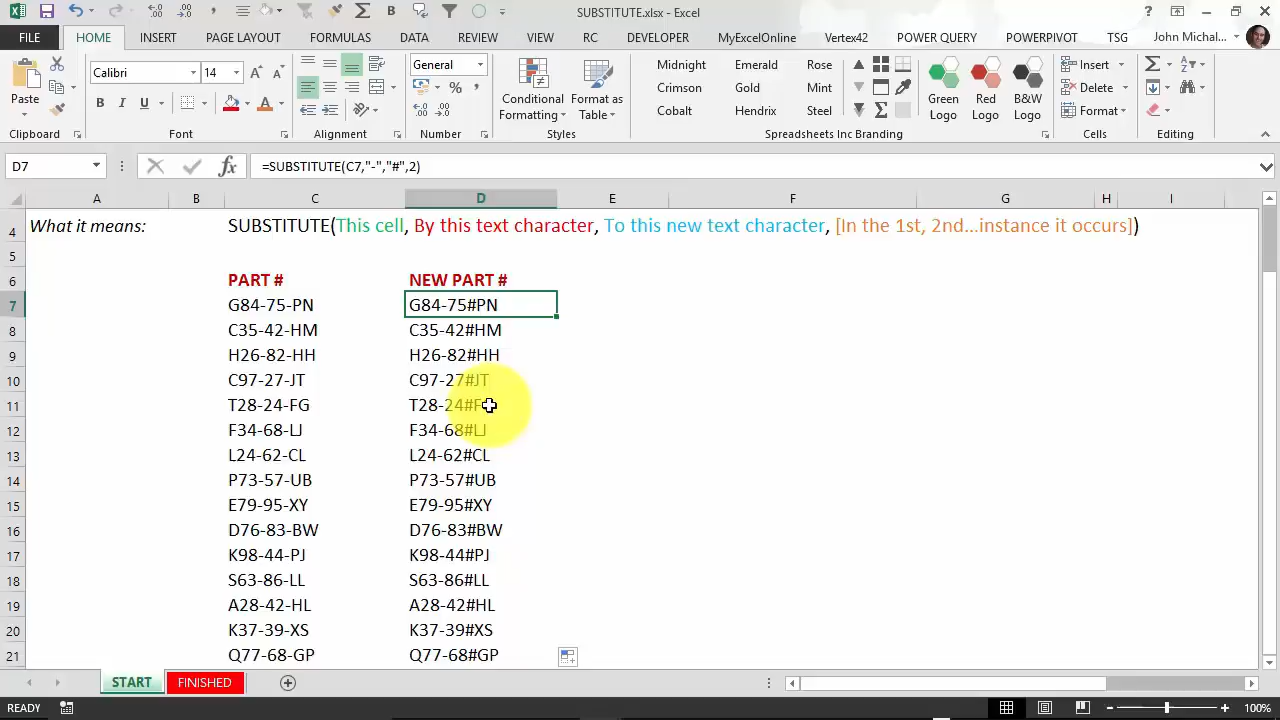 SUBSTITUTE.xlsx - Excel
FILE HOME INSERT PAGE LAYOUT FORMULAS DATA REVIEW VIEW RC DEVELOPER MyExcelOnline Vertex42 POWER QUERY POWERPIVOT TSG John Michal...
Calibri 14 General Midnight Emerald Rose Insert
Crimson Gold Mint Delete
Paste Conditional Formatting Format as Table Cobalt Hendrix Steel Green Logo Red Logo B&W Logo Format
Clipboard Font Alignment Number Styles Spreadsheets Inc Branding Cells Editing
D7 =SUBSTITUTE(C7,"-","#",2)
A B C D E F G H I
4 What it means: SUBSTITUTE(This cell, By this text character, To this new text character, [In the 1st, 2nd...instance it occurs])
5
6 PART # NEW PART #
7 G84-75-PN G84-75#PN
8 C35-42-HM C35-42#HM
9 H26-82-HH H26-82#HH
10 C97-27-JT C97-27#JT
11 T28-24-FG T28-24#F
12 F34-68-LJ F34-68#LJ
13 L24-62-CL L24-62#CL
14 P73-57-UB P73-57#UB
15 E79-95-XY E79-95#XY
16 D76-83-BW D76-83#BW
17 K98-44-PJ K98-44#PJ
18 S63-86-LL S63-86#LL
19 A28-42-HL A28-42#HL
20 K37-39-XS K37-39#XS
21 Q77-68-GP Q77-68#GP
START FINISHED
READY 100%